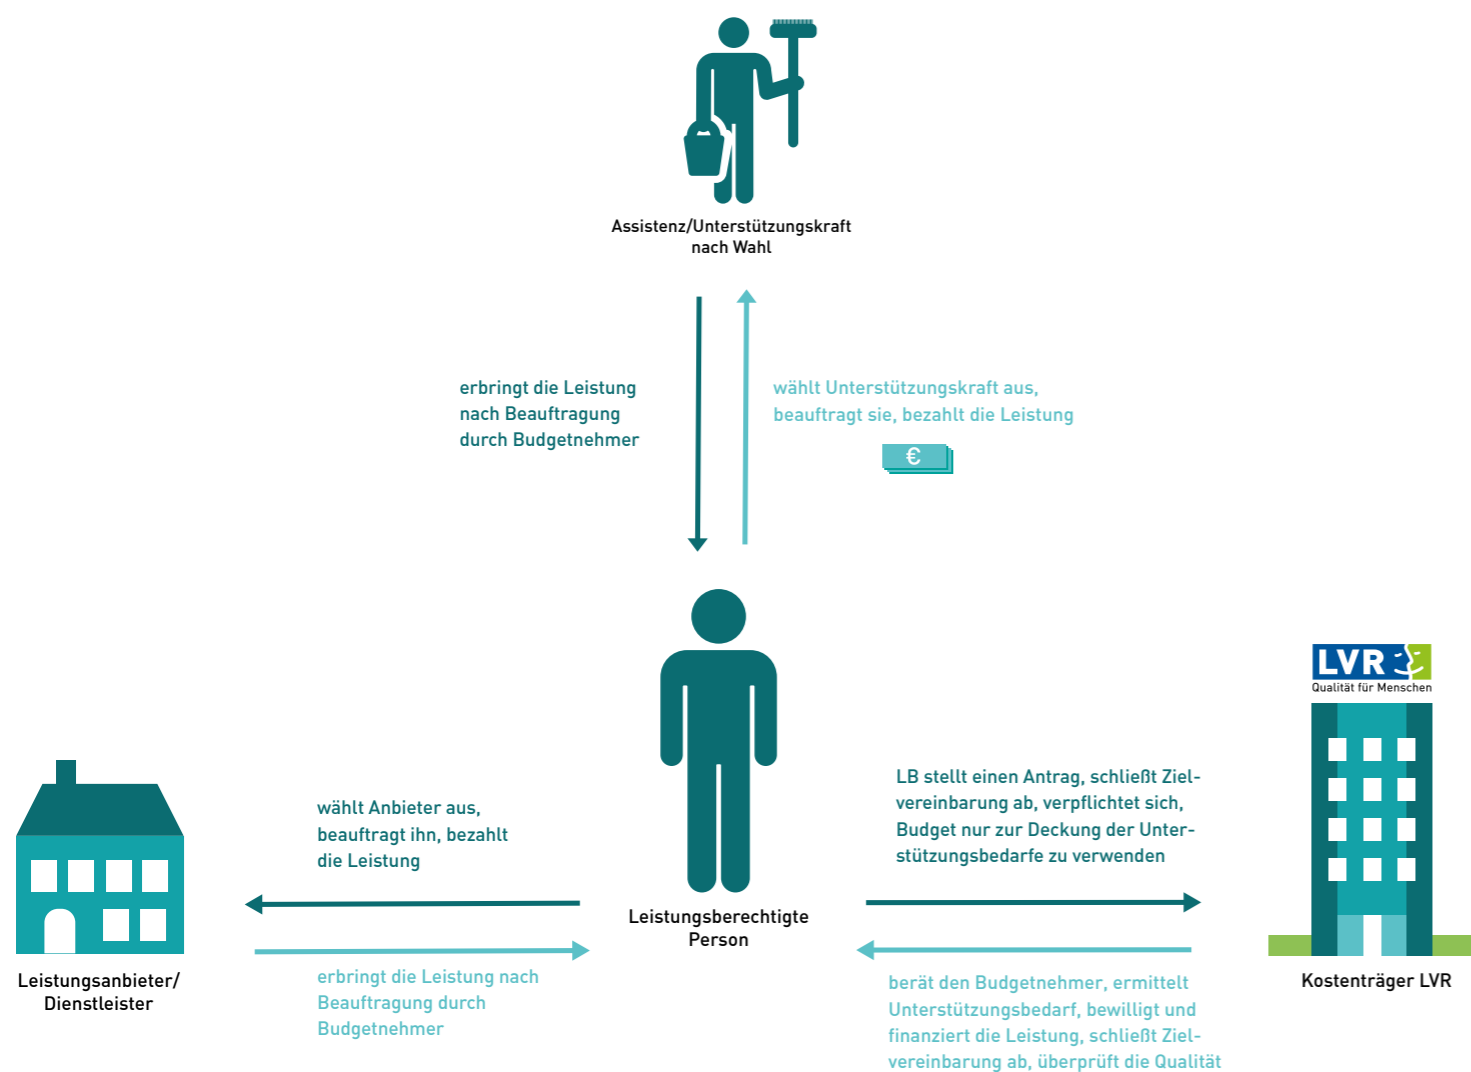 Assistenz/Unterstützungskraft
nach Wahl
erbringt die Leistung
nach Beauftragung
durch Budgetnehmer
wählt Unterstützungskraft aus,
beauftragt sie, bezahlt die Leistung
€
LVR
Qualität für Menschen
wählt Anbieter aus,
beauftragt ihn, bezahlt
die Leistung
LB stellt einen Antrag, schließt Ziel-
vereinbarung ab, verpflichtet sich,
Budget nur zur Deckung der Unter-
stützungsbedarfe zu verwenden
Leistungsberechtigte
Person
Leistungsanbieter/
Dienstleister
erbringt die Leistung nach
Beauftragung durch
Budgetnehmer
berät den Budgetnehmer, ermittelt
Unterstützungsbedarf, bewilligt und
finanziert die Leistung, schließt Ziel-
vereinbarung ab, überprüft die Qualität
Kostenträger LVR